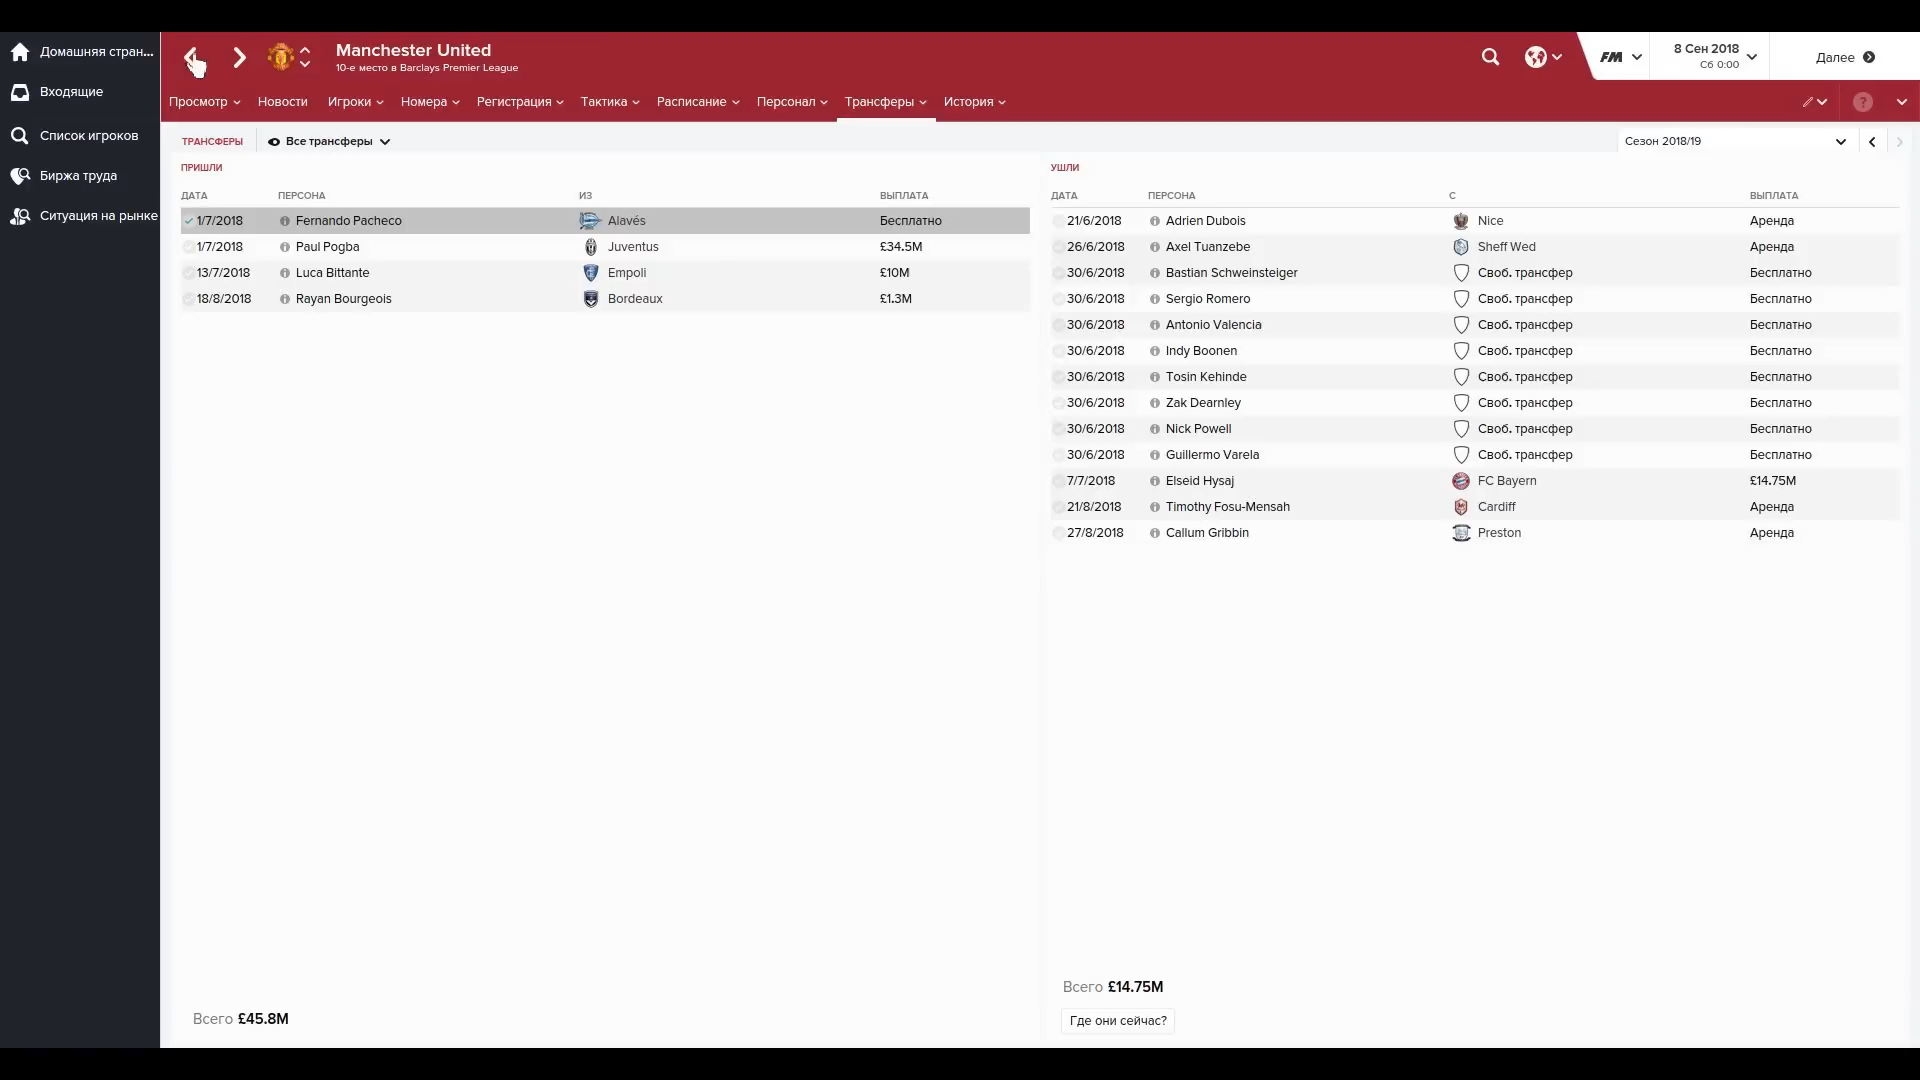 Домашняя стран...
Входящие
Список игроков
Биржа труда
Ситуация на рынке
Manchester United
10-е место в Barclays Premier League
FM
8 Сен 2018
Сб 0:00
Далее
Просмотр Новости Игроки Номера Регистрация Тактика Расписание Персонал Трансферы История
?
ТРАНСФЕРЫ Все трансферы
Сезон 2018/19
ПРИШЛИ
ДАТА ПЕРСОНА ИЗ ВЫПЛАТА
1/7/2018 Fernando Pacheco Alavés Бесплатно
1/7/2018 Paul Pogba Juventus £34.5M
13/7/2018 Luca Bittante Empoli £10M
18/8/2018 Rayan Bourgeois Bordeaux £1.3M
Всего £45.8M
УШЛИ
ДАТА ПЕРСОНА С ВЫПЛАТА
21/6/2018 Adrien Dubois Nice Аренда
26/6/2018 Axel Tuanzebe Sheff Wed Аренда
30/6/2018 Bastian Schweinsteiger Своб. трансфер Бесплатно
30/6/2018 Sergio Romero Своб. трансфер Бесплатно
30/6/2018 Antonio Valencia Своб. трансфер Бесплатно
30/6/2018 Indy Boonen Своб. трансфер Бесплатно
30/6/2018 Tosin Kehinde Своб. трансфер Бесплатно
30/6/2018 Zak Dearnley Своб. трансфер Бесплатно
30/6/2018 Nick Powell Своб. трансфер Бесплатно
30/6/2018 Guillermo Varela Своб. трансфер Бесплатно
7/7/2018 Elseid Hysaj FC Bayern £14.75M
21/8/2018 Timothy Fosu-Mensah Cardiff Аренда
27/8/2018 Callum Gribbin Preston Аренда
Всего £14.75M
Где они сейчас?